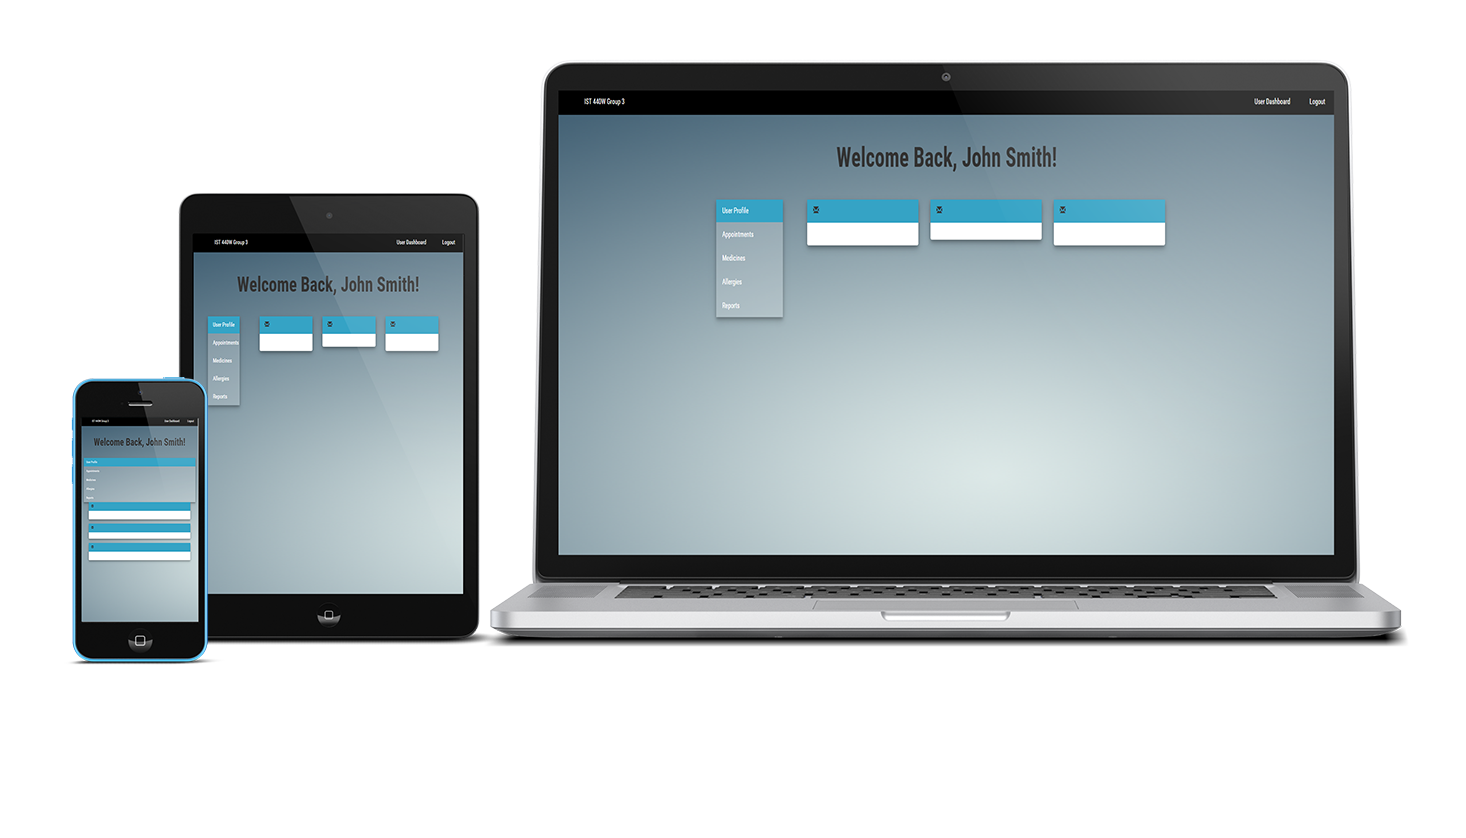 IST 440W Group 3 User Dashboard Logout
Welcome Back, John Smith!
User Profile
Appointments
Medicines
Allergies
Reports
IST 440W Group 3 User Dashboard Logout
Welcome Back, John Smith!
User Profile
Appointments
Medicines
Allergies
Reports
IST 440W Group 3 User Dashboard Logout
Welcome Back, John Smith!
User Profile
Appointments
Medicines
Allergies
Reports